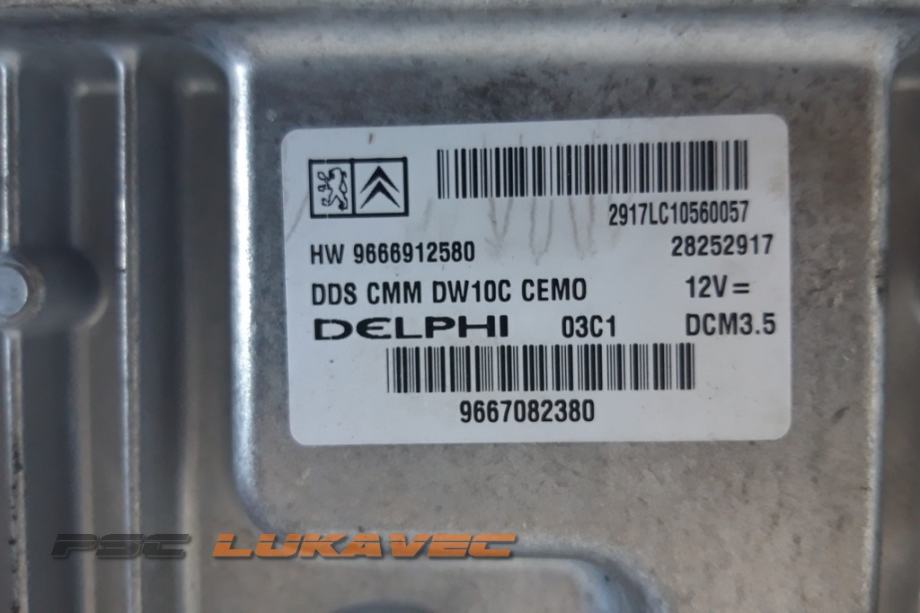 2917LC10560057
HW 9666912580 28252917
DDS CMM DW10C CEMO 12V =
DELPHI 03C1 DCM3.5
9667082380
PSC LUKAVEC